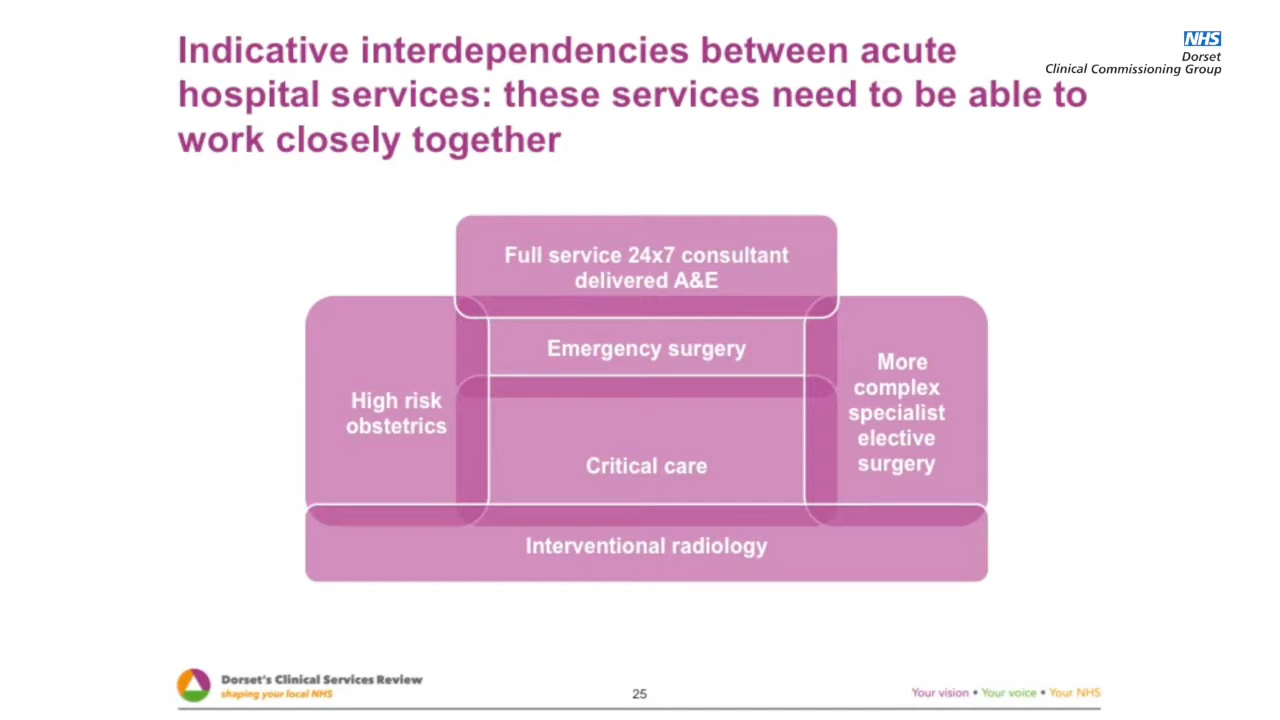 Indicative interdependencies between acute
hospital services: these services need to be able to
work closely together
NHS
Dorset
Clinical Commissioning Group
Full service 24x7 consultant
delivered A&E
Emergency surgery
High risk
obstetrics
More
complex
specialist
elective
surgery
Critical care
Interventional radiology
Dorset's Clinical Services Review
shaping your local NHS
25
Your vision • Your voice • Your NHS